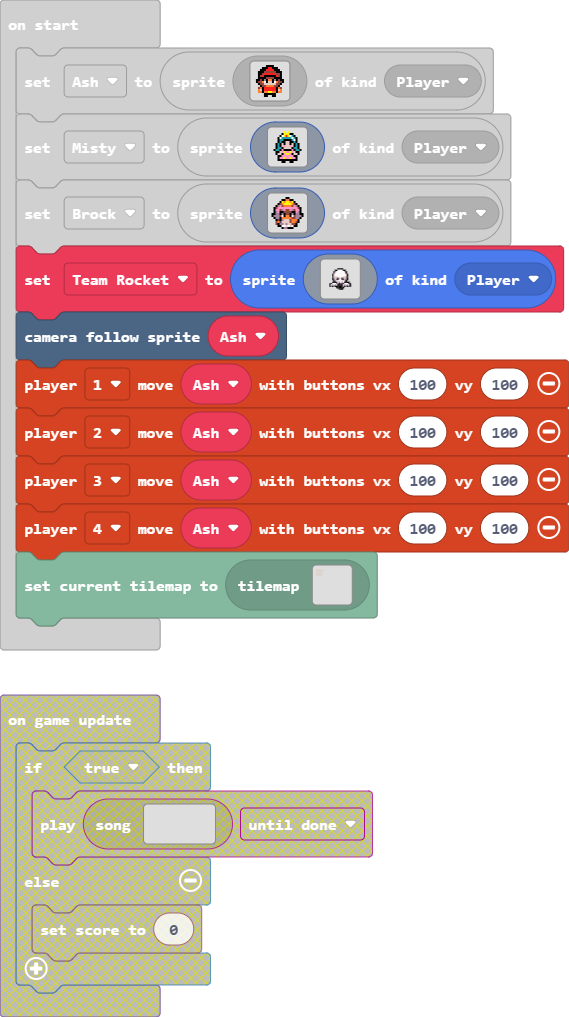 on start
set Ash to sprite of kind Player
set Misty to sprite of kind Player
set Brock to sprite of kind Player
set Team Rocket to sprite of kind Player
camera follow sprite Ash
player 1 move Ash with buttons vx 100 vy 100
player 2 move Ash with buttons vx 100 vy 100
player 3 move Ash with buttons vx 100 vy 100
player 4 move Ash with buttons vx 100 vy 100
set current tilemap to tilemap
on game update
if true then
play song until done
else
set score to 0